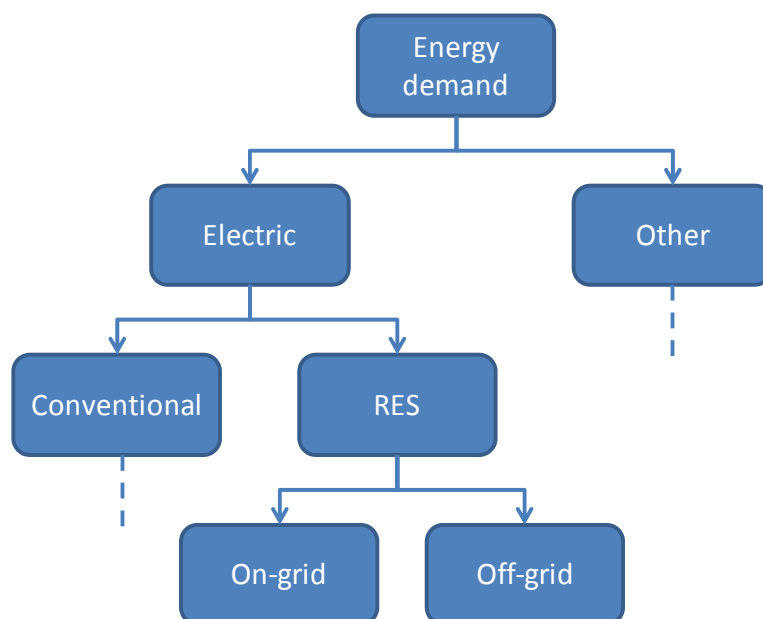 Energy
demand
Electric
Other
Conventional
RES
On-grid
Off-grid